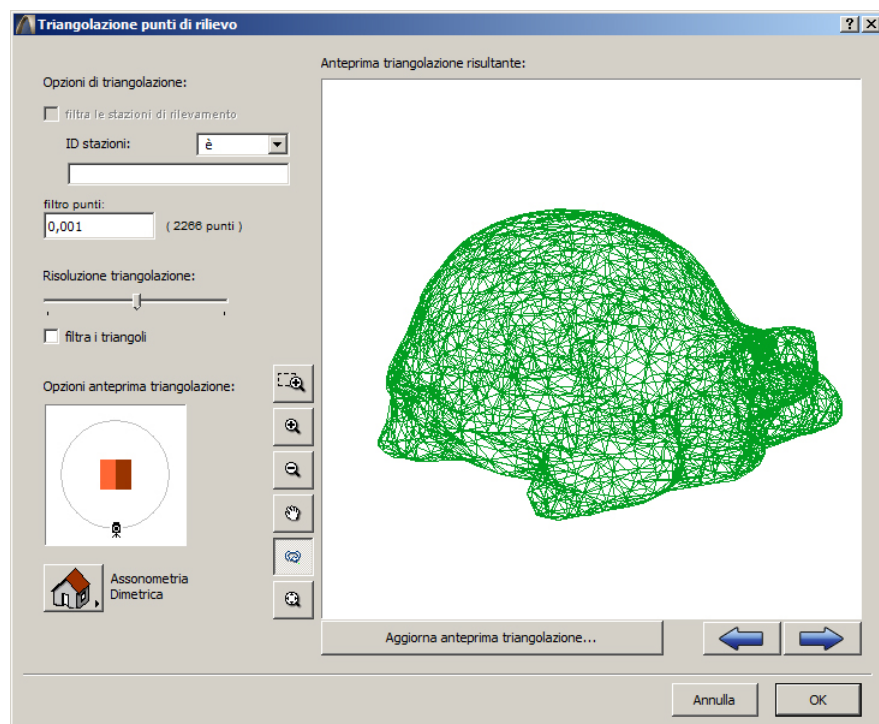 Triangolazione punti di rilievo
Anteprima triangolazione risultante:
Opzioni di triangolazione:
filtra le stazioni di rilevamento
ID stazioni:
è
filtro punti:
0,001
( 2266 punti )
Risoluzione triangolazione:
filtra i triangoli
Opzioni anteprima triangolazione:
Assonometria
Dimetrica
Aggiorna anteprima triangolazione...
Annulla
OK